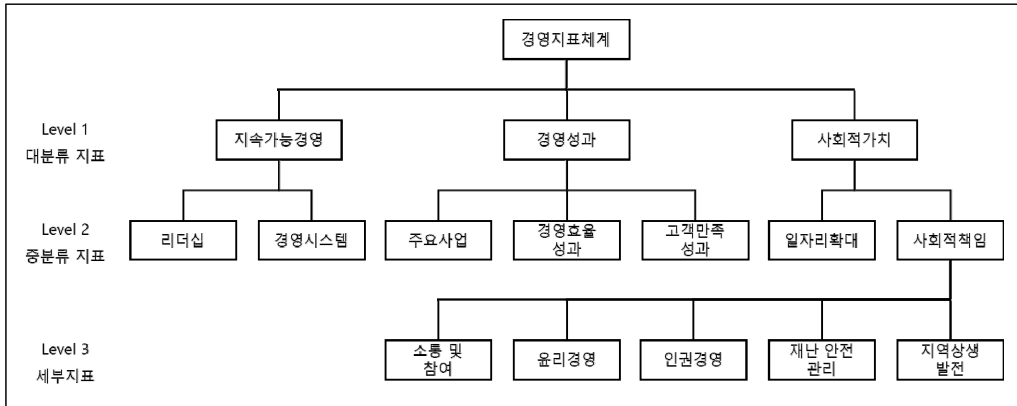 경영지표체계
Level 1
대분류 지표
지속가능경영
경영성과
사회적가치
Level 2
중분류 지표
리더십
경영시스템
주요사업
경영효율
성과
고객만족
성과
일자리확대
사회적책임
Level 3
세부지표
소통 및
참여
윤리경영
인권경영
재난 안전
관리
지역상생
발전